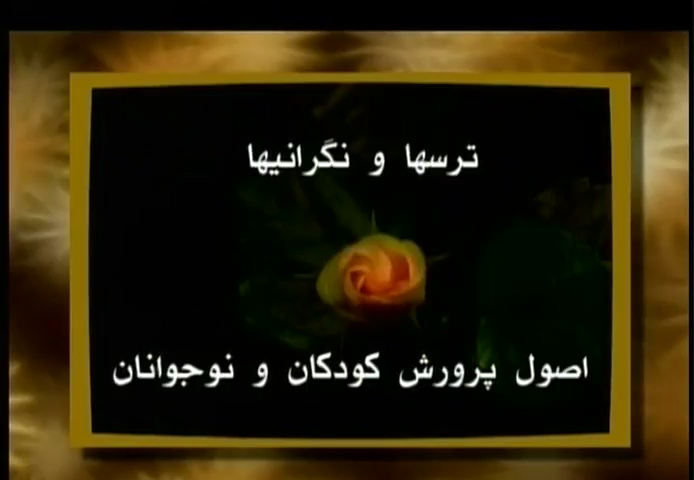 ترسها و نگرانیها
اصول پرورش کودکان و نوجوانان